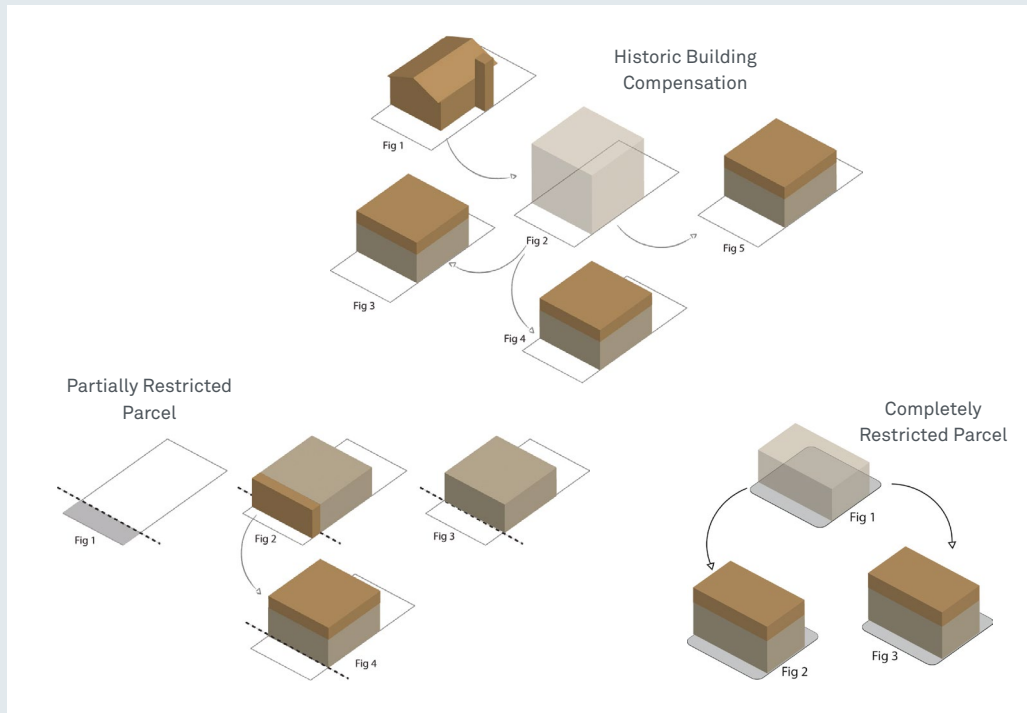 Historic Building
Compensation
Fig 1
Fig 2
Fig 3
Fig 4
Fig 5
Partially Restricted
Parcel
Fig 1
Fig 2
Fig 3
Fig 4
Completely
Restricted Parcel
Fig 1
Fig 2
Fig 3